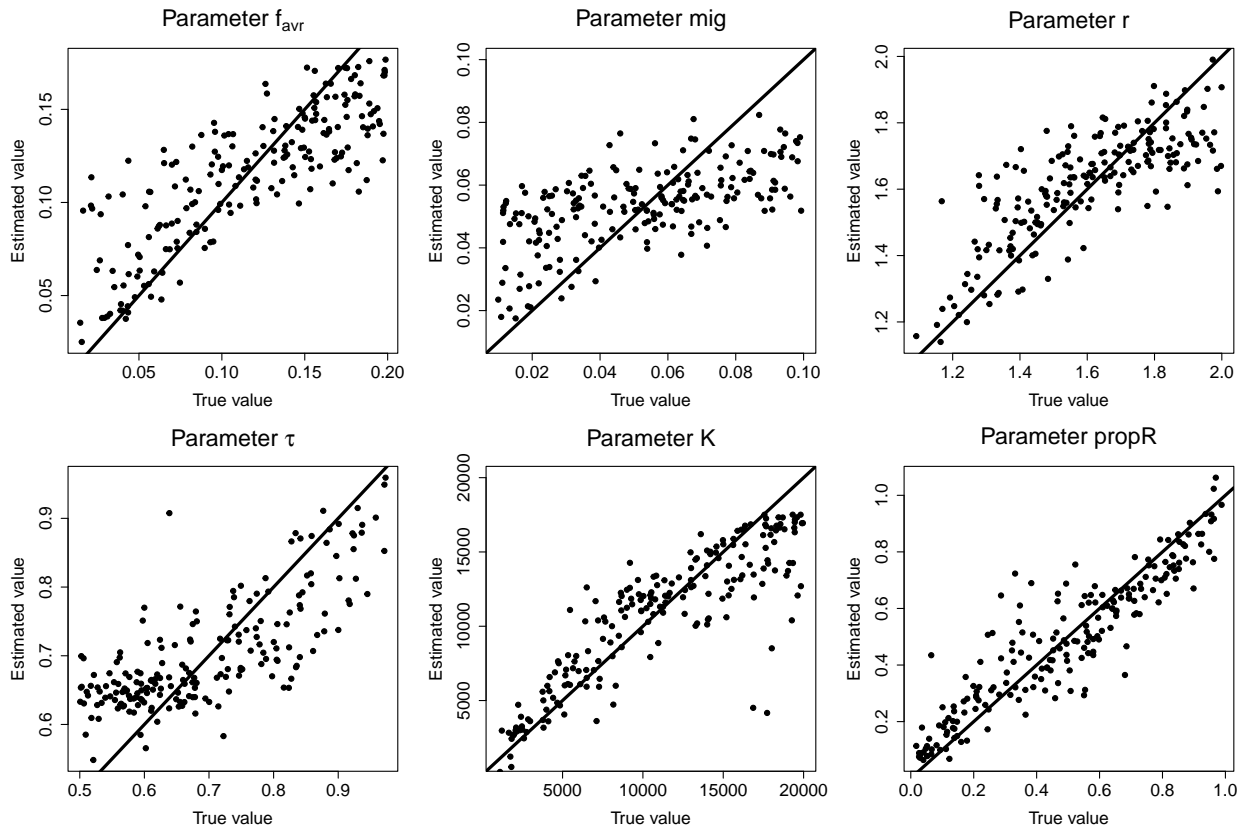 Parameter f_avr
Parameter mig
Parameter r
Estimated value
0.05 0.10 0.15
0.05 0.10 0.15 0.20
True value
Estimated value
0.02 0.04 0.06 0.08 0.10
0.02 0.04 0.06 0.08 0.10
True value
Estimated value
1.2 1.4 1.6 1.8 2.0
1.2 1.4 1.6 1.8 2.0
True value
Parameter τ
Parameter K
Parameter propR
Estimated value
0.6 0.7 0.8 0.9
0.5 0.6 0.7 0.8 0.9
True value
Estimated value
5000 10000 15000 20000
5000 10000 15000 20000
True value
Estimated value
0.2 0.4 0.6 0.8 1.0
0.0 0.2 0.4 0.6 0.8 1.0
True value